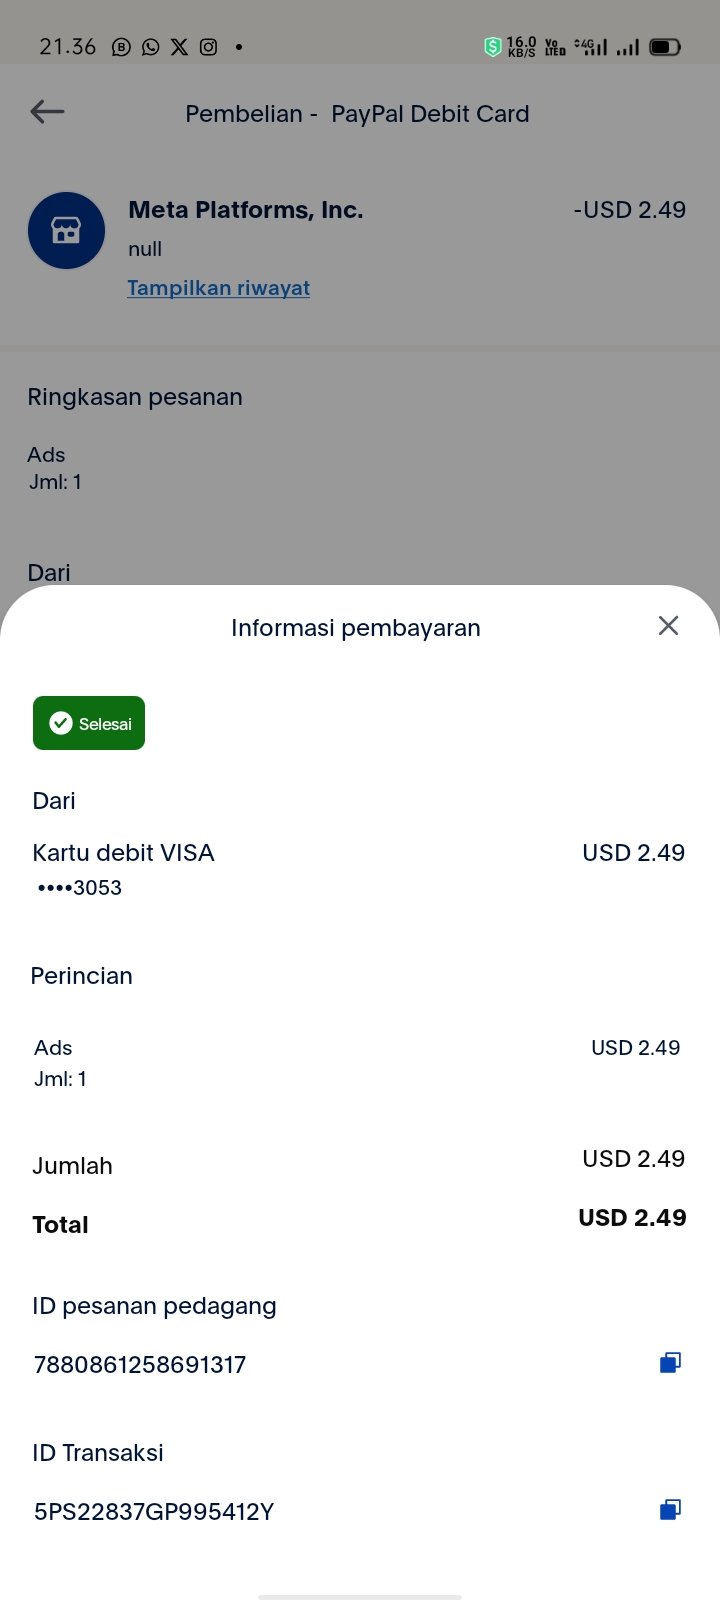 21.36
16.0 KB/S
Vo LTED
4G
Pembelian - PayPal Debit Card
Meta Platforms, Inc.
-USD 2.49
null
Tampilkan riwayat
Ringkasan pesanan
Ads
Jml: 1
Dari
Informasi pembayaran
Selesai
Dari
Kartu debit VISA
USD 2.49
••••3053
Perincian
Ads
USD 2.49
Jml: 1
Jumlah
USD 2.49
Total
USD 2.49
ID pesanan pedagang
7880861258691317
ID Transaksi
5PS22837GP995412Y